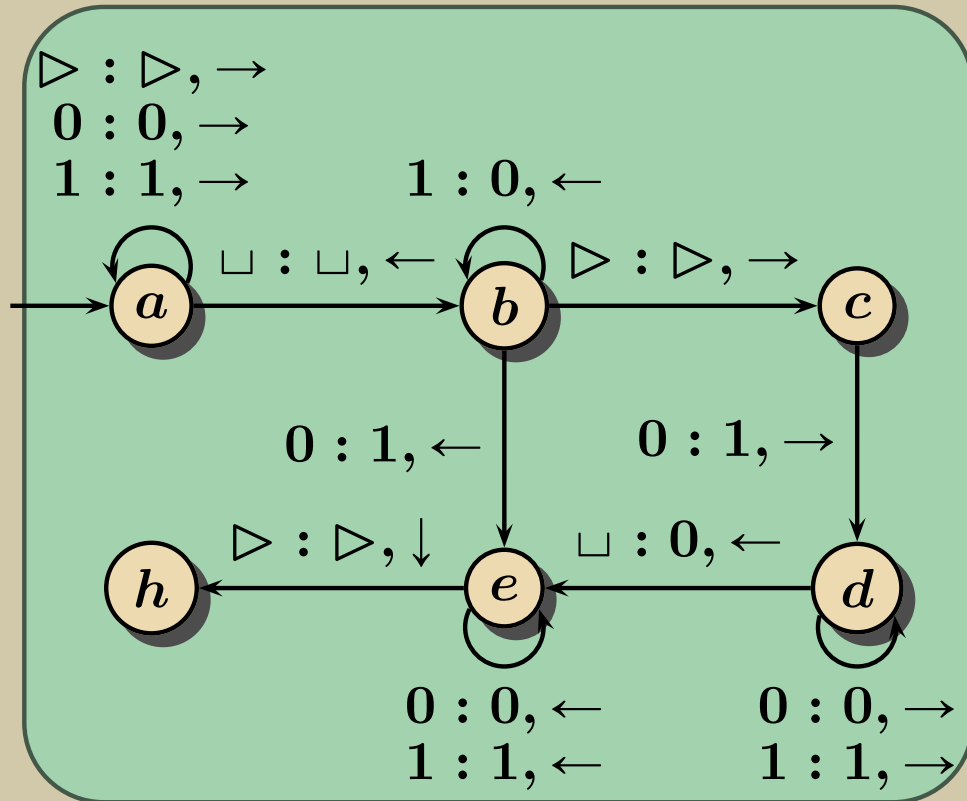 ▷ : ▷, →
0 : 0, →
1 : 1, →
1 : 0, ←
⊔ : ⊔, ←
▷ : ▷, →
a
b
c
0 : 1, ←
0 : 1, →
▷ : ▷, ↓
⊔ : 0, ←
h
e
d
0 : 0, ←
1 : 1, ←
0 : 0, →
1 : 1, →